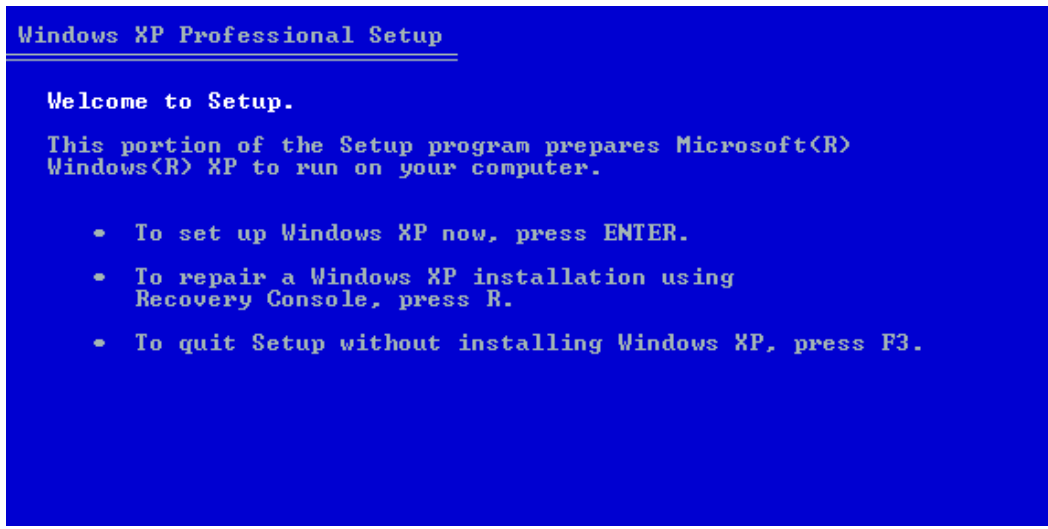 Windows XP Professional Setup
Welcome to Setup.
This portion of the Setup program prepares Microsoft(R)
Windows(R) XP to run on your computer.
• To set up Windows XP now, press ENTER.
• To repair a Windows XP installation using
Recovery Console, press R.
• To quit Setup without installing Windows XP, press F3.